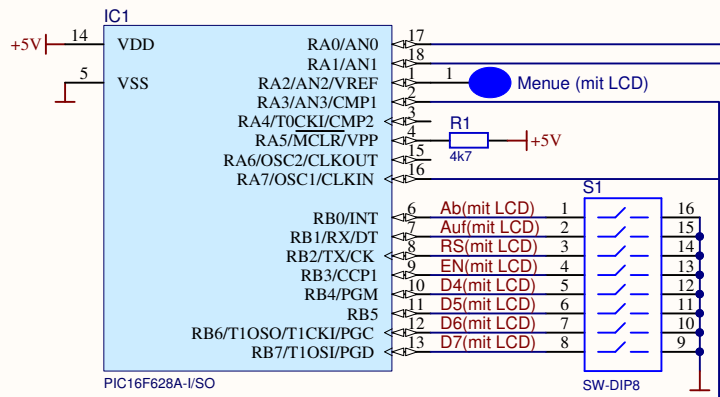 IC1
+5V 14 VDD RA0/AN0 17
RA1/AN1 18
5 VSS RA2/AN2/VREF 1 1 Menue (mit LCD)
RA3/AN3/CMP1 2
RA4/T0CKI/CMP2 3
RA5/MCLR/VPP 4 R1 4k7 +5V
RA6/OSC2/CLKOUT 15
RA7/OSC1/CLKIN 16
S1
RB0/INT 6 Ab(mit LCD) 1 16
RB1/RX/DT 7 Auf(mit LCD) 2 15
RB2/TX/CK 8 RS(mit LCD) 3 14
RB3/CCP1 9 EN(mit LCD) 4 13
RB4/PGM 10 D4(mit LCD) 5 12
RB5 11 D5(mit LCD) 6 11
RB6/T1OSO/T1CKI/PGC 12 D6(mit LCD) 7 10
RB7/T1OSI/PGD 13 D7(mit LCD) 8 9
PIC16F628A-I/SO SW-DIP8